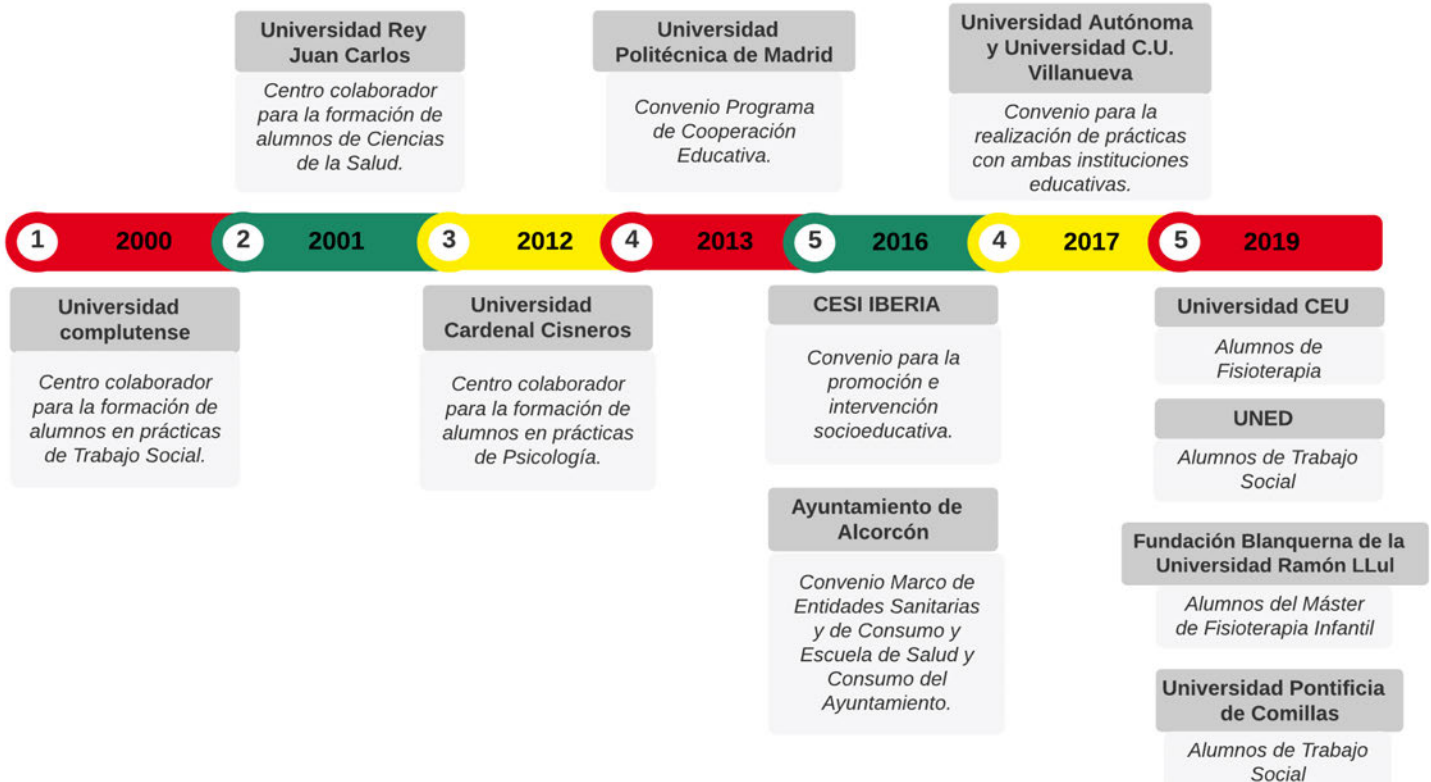 Universidad Rey
Juan Carlos
Centro colaborador
para la formación de
alumnos de Ciencias
de la Salud.
Universidad
Politécnica de Madrid
Convenio Programa
de Cooperación
Educativa.
Universidad Autónoma
y Universidad C.U.
Villanueva
Convenio para la
realización de prácticas
con ambas instituciones
educativas.
1 2000 2 2001 3 2012 4 2013 5 2016 4 2017 5 2019
Universidad
complutense
Centro colaborador
para la formación de
alumnos en prácticas
de Trabajo Social.
Universidad
Cardenal Cisneros
Centro colaborador
para la formación de
alumnos en prácticas
de Psicología.
CESI IBERIA
Convenio para la
promoción e
intervención
socioeducativa.
Ayuntamiento de
Alcorcón
Convenio Marco de
Entidades Sanitarias
y de Consumo y
Escuela de Salud y
Consumo del
Ayuntamiento.
Universidad CEU
Alumnos de
Fisioterapia
UNED
Alumnos de Trabajo
Social
Fundación Blanquerna de la
Universidad Ramón LLul
Alumnos del Máster
de Fisioterapia Infantil
Universidad Pontificia
de Comillas
Alumnos de Trabajo
Social